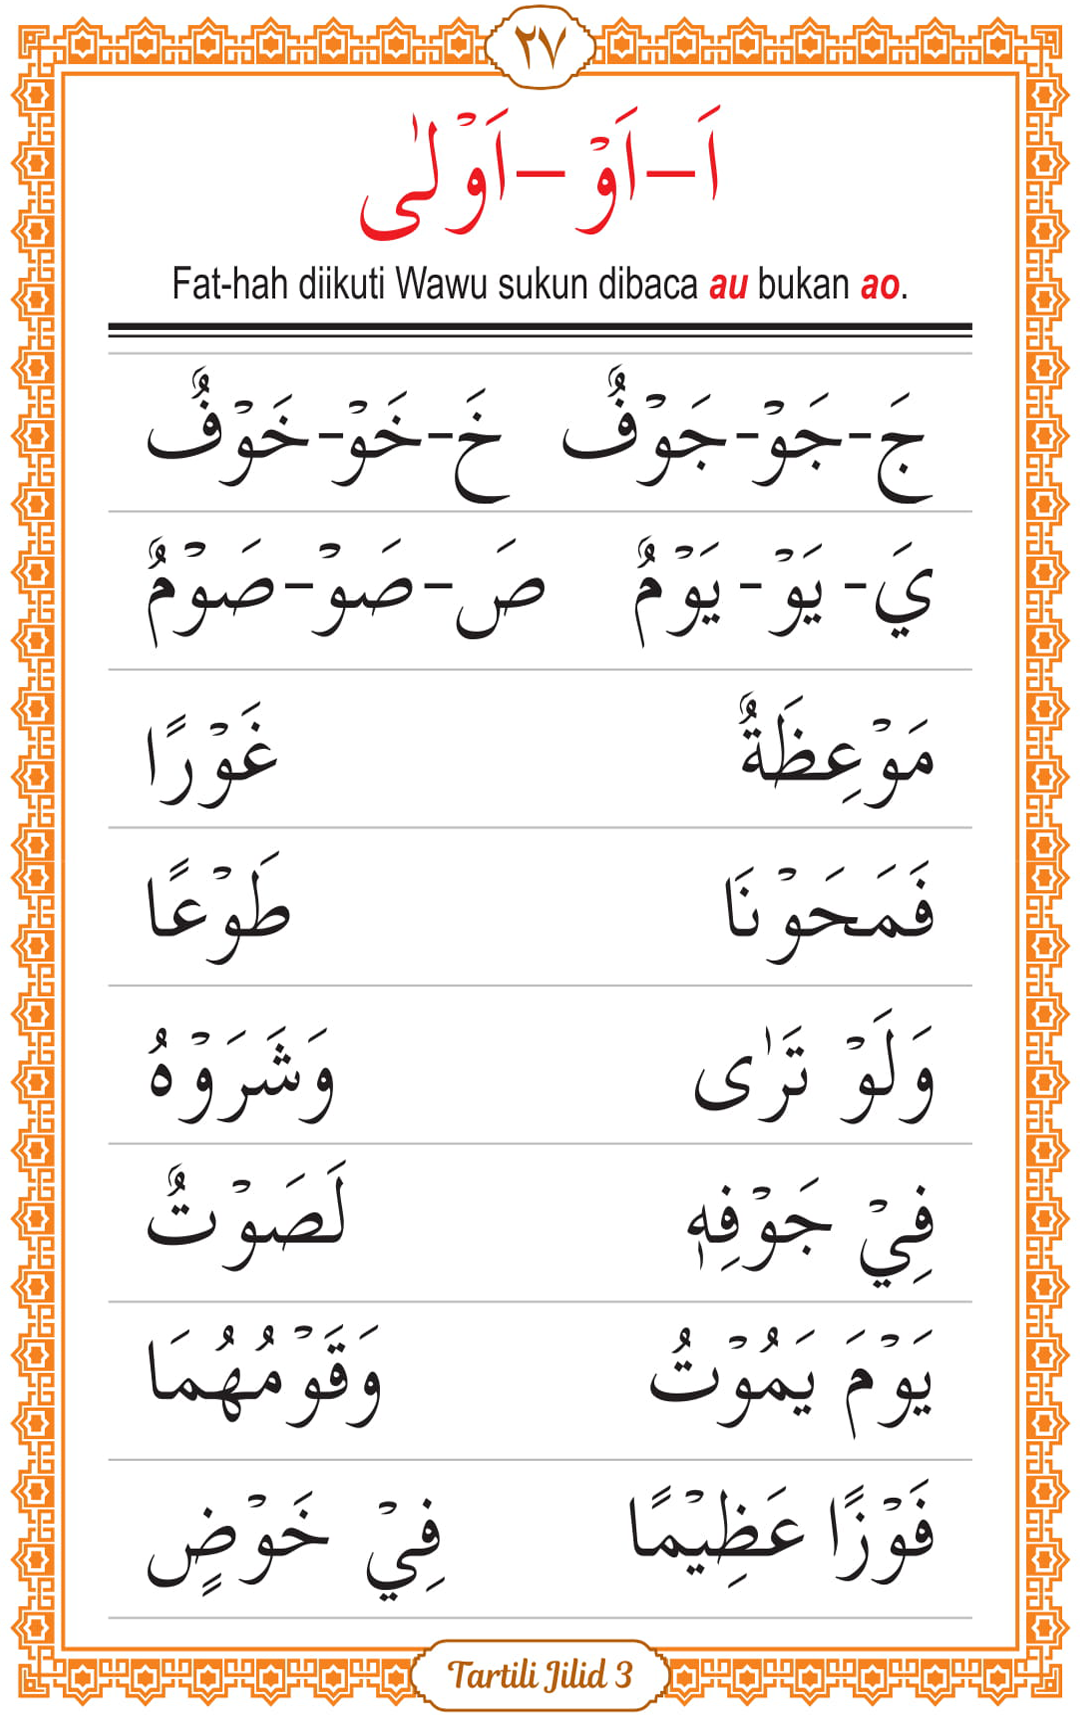 ٢٧
اَ – اَوْ – اَوْلٰى
Fat-hah diikuti Wawu sukun dibaca au bukan ao.
جَ - جَوْ - جَوْفٌ خَ - خَوْ - خَوْفٌ
يَ - يَوْ - يَوْمٌ صَ - صَوْ - صَوْمٌ
مَوْعِظَةٌ غَوْرًا
فَمَحَوْنَا طَوْعًا
وَلَوْ تَرٰى وَشَرَوْهُ
فِيْ جَوْفِهٖ لَصَوْتٌ
يَوْمَ يَمُوْتُ وَقَوْمُهُمَا
فَوْزًا عَظِيْمًا فِيْ خَوْضٍ
Tartili Jilid 3